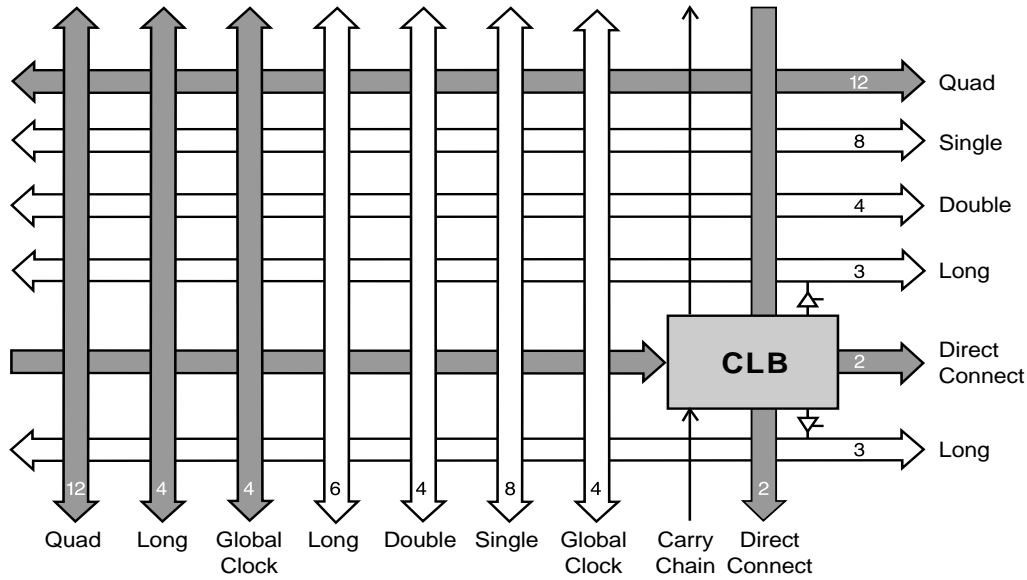 12
Quad
8
Single
4
Double
3
Long
CLB
2
Direct
Connect
3
Long
12
4
4
6
4
8
4
2
Quad
Long
Global
Clock
Long
Double
Single
Global
Clock
Carry
Chain
Direct
Connect